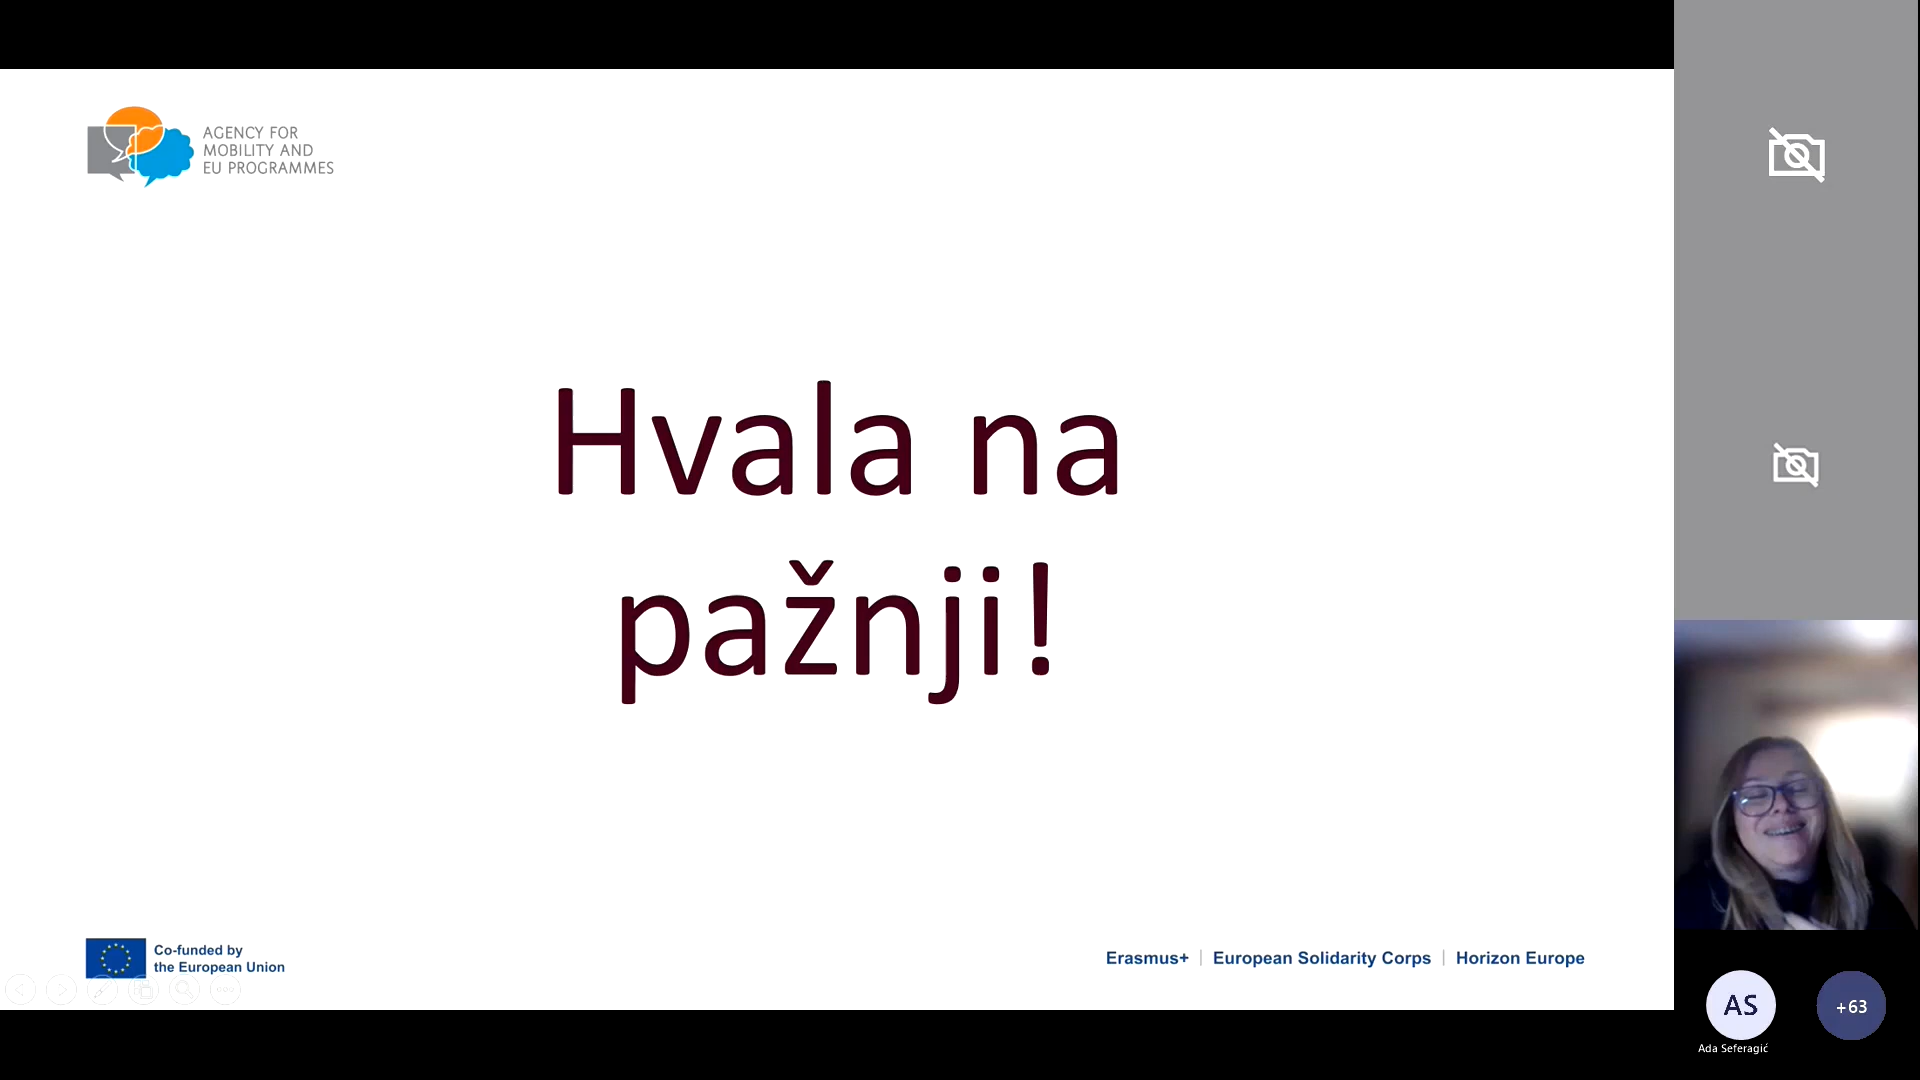 AGENCY FOR
MOBILITY AND
EU PROGRAMMES
Hvala na
pažnji!
Co-funded by
the European Union
Erasmus+ | European Solidarity Corps | Horizon Europe
AS
+63
Ada Seferagić